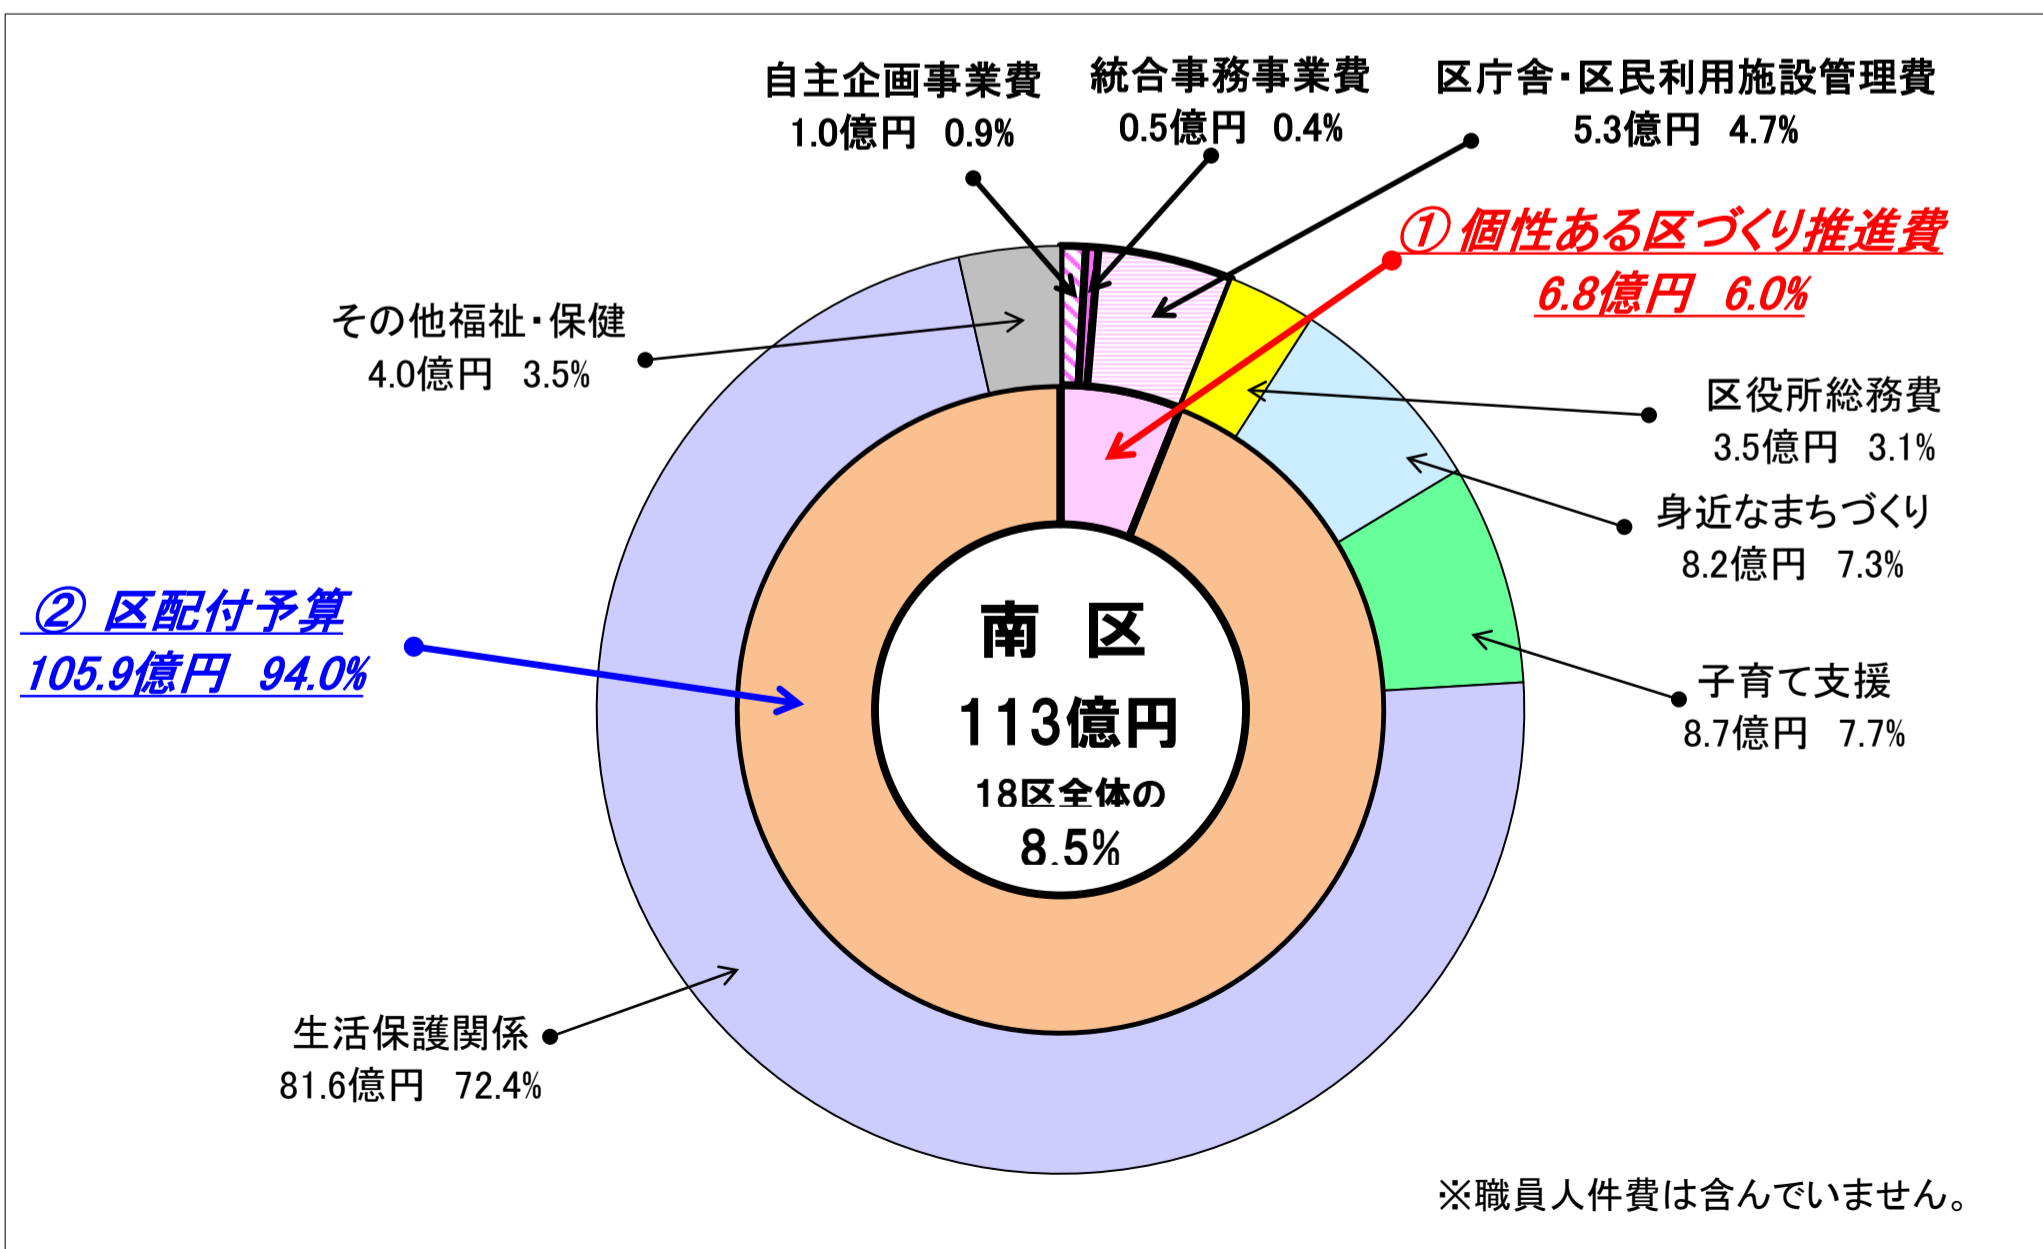 自主企画事業費
1.0億円 0.9%
統合事務事業費
0.5億円 0.4%
区庁舎・区民利用施設管理費
5.3億円 4.7%
①個性ある区づくり推進費
6.8億円 6.0%
その他福祉・保健
4.0億円 3.5%
区役所総務費
3.5億円 3.1%
身近なまちづくり
8.2億円 7.3%
② 区配付予算
105.9億円 94.0%
南 区
113億円
18区全体の
8.5%
子育て支援
8.7億円 7.7%
生活保護関係
81.6億円 72.4%
※職員人件費は含んでいません。